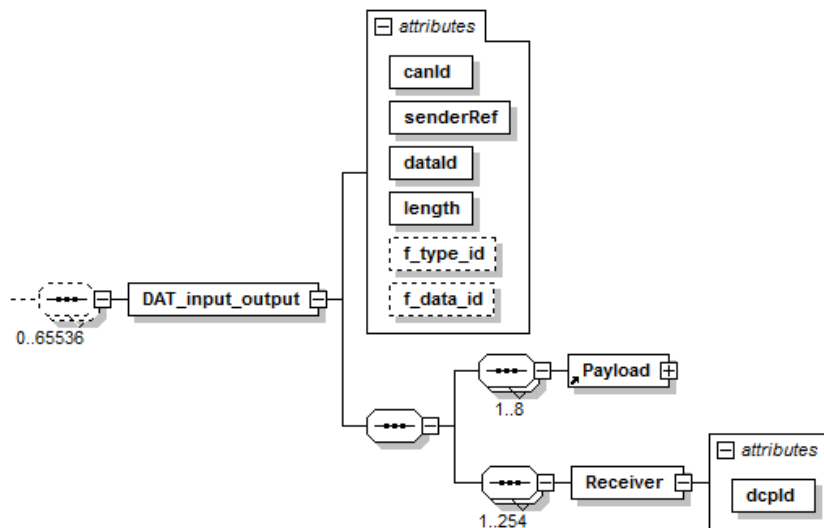 attributes
canId
senderRef
dataId
length
f_type_id
f_data_id
DAT_input_output
0..65536
Payload
1..8
attributes
Receiver
dcpId
1..254